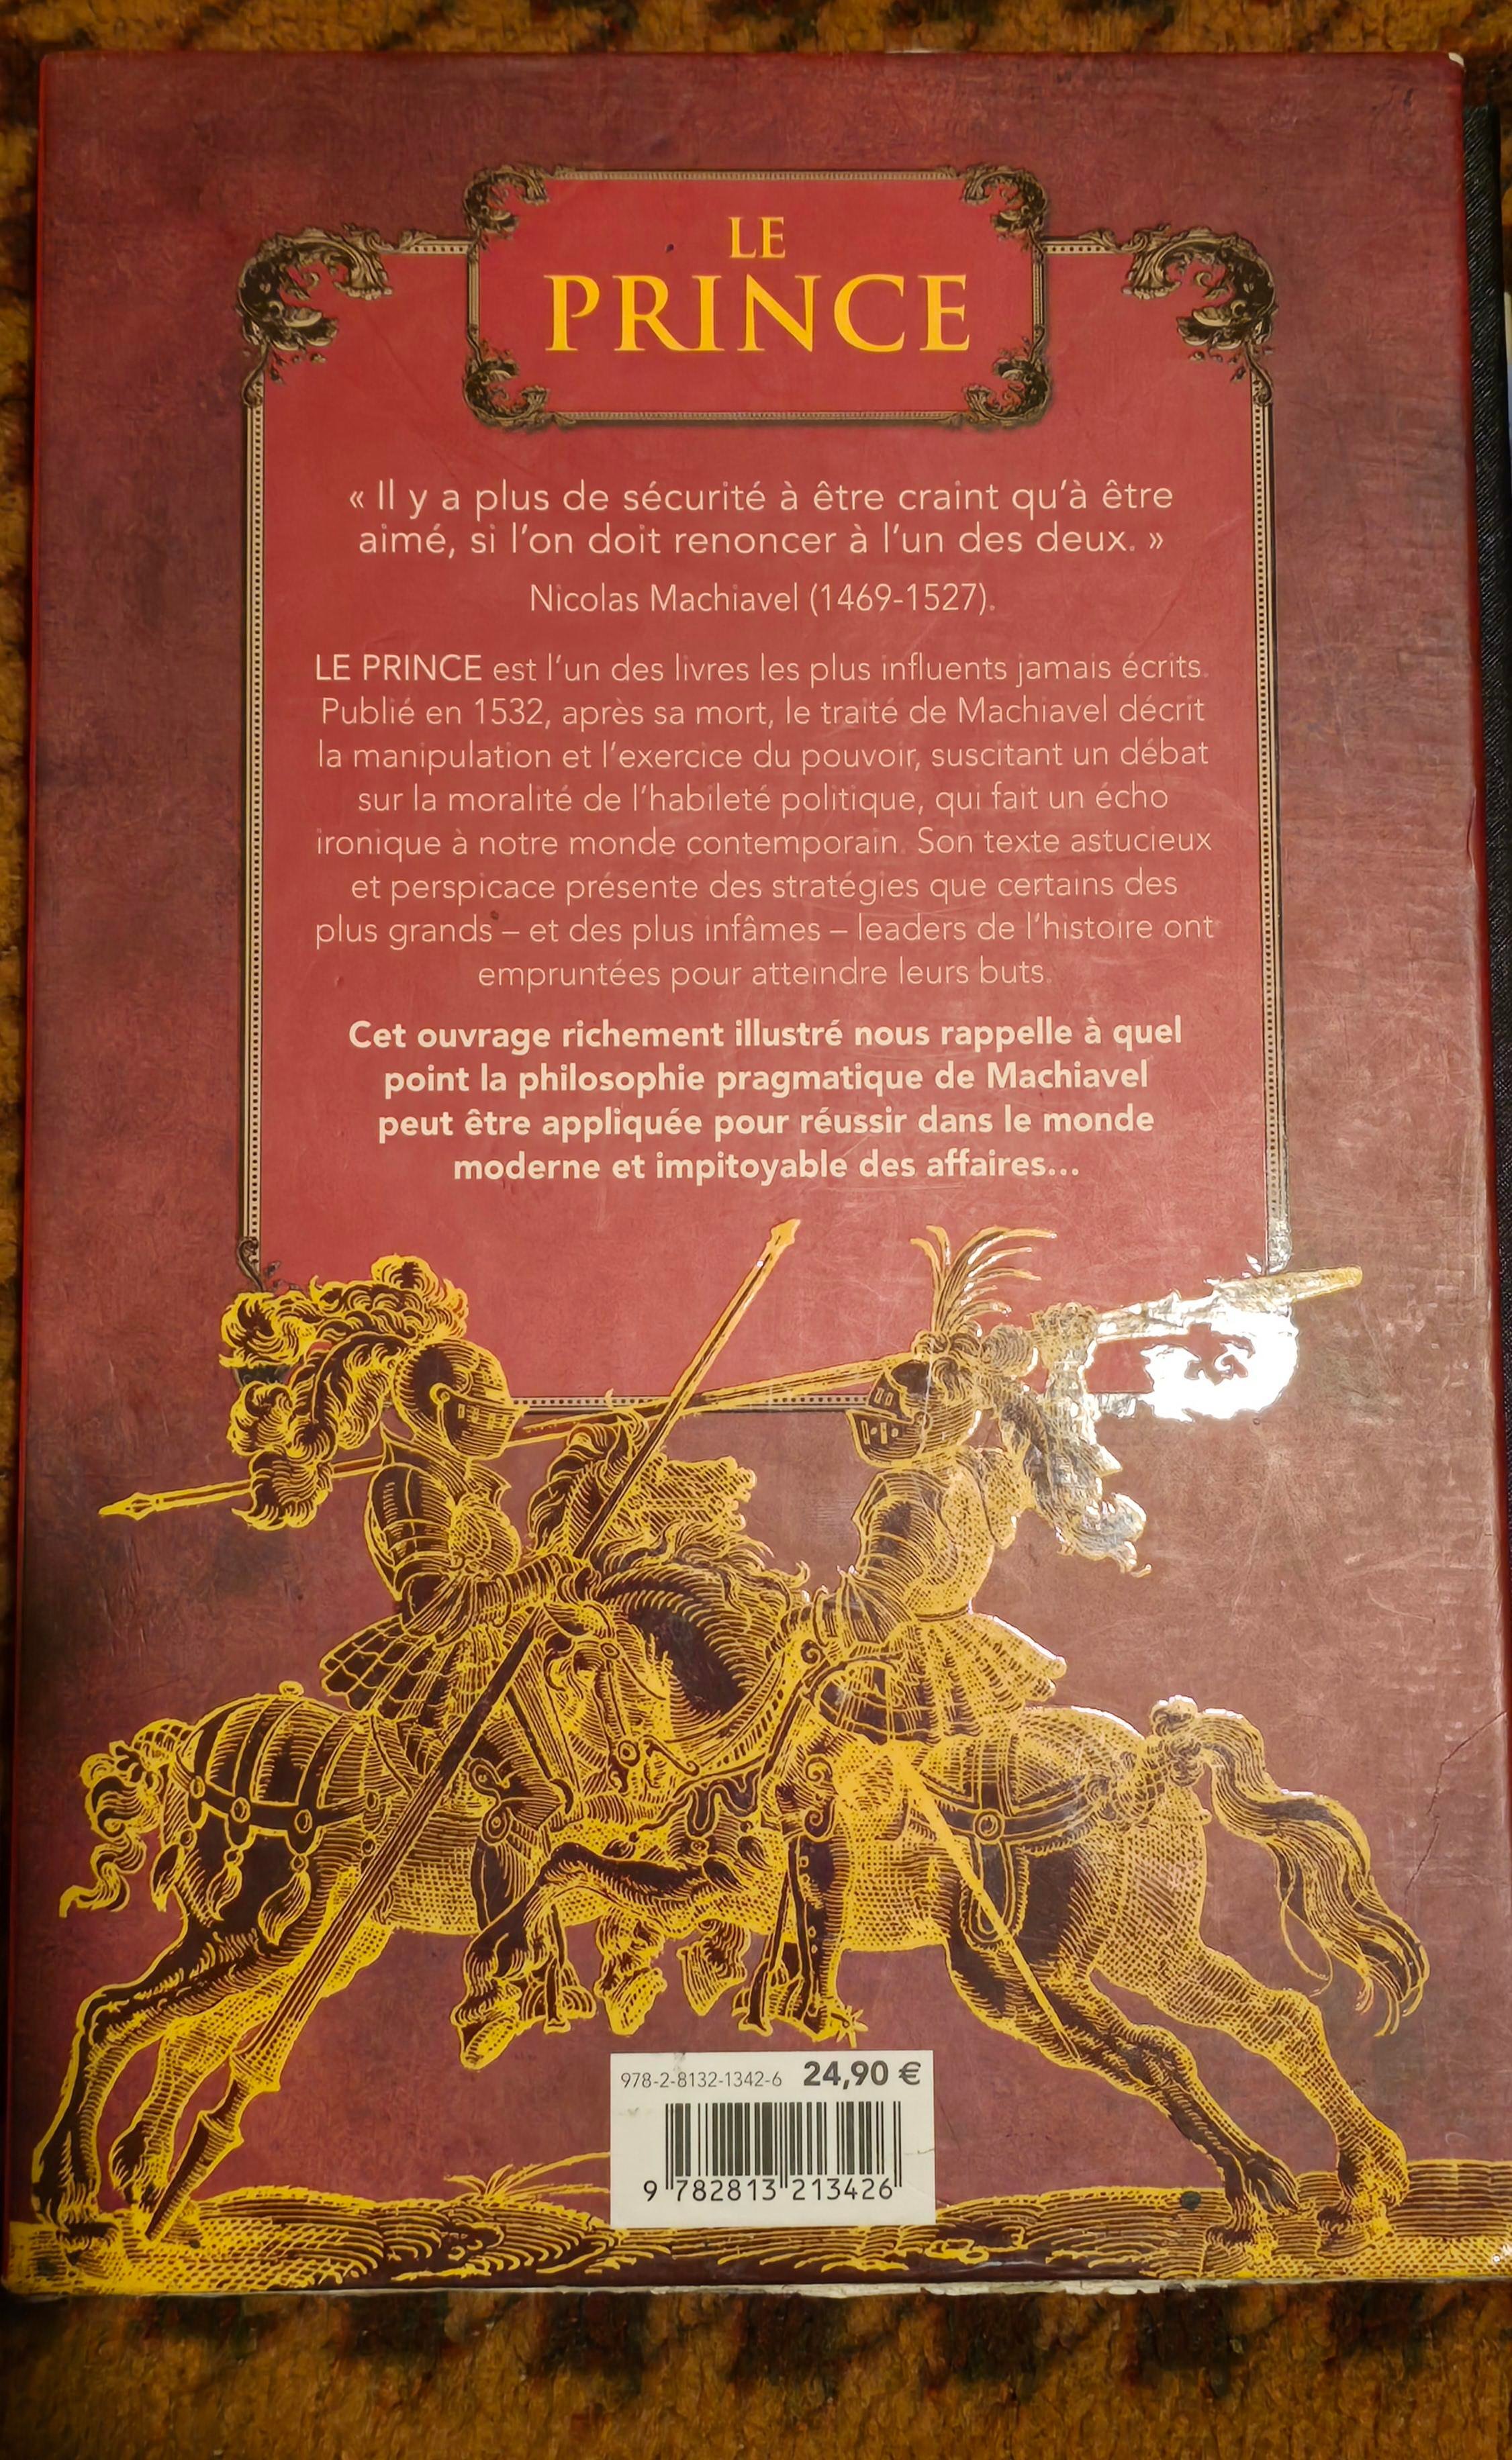 LE
PRINCE
« Il y a plus de sécurité à être craint qu'à être
aimé, si l'on doit renoncer à l'un des deux. »
Nicolas Machiavel (1469-1527).
LE PRINCE est l'un des livres les plus influents jamais écrits.
Publié en 1532, après sa mort, le traité de Machiavel décrit
la manipulation et l'exercice du pouvoir, suscitant un débat
sur la moralité de l'habileté politique, qui fait un écho
ironique à notre monde contemporain. Son texte astucieux
et perspicace présente des stratégies que certains des
plus grands – et des plus infâmes – leaders de l'histoire ont
empruntées pour atteindre leurs buts.
Cet ouvrage richement illustré nous rappelle à quel
point la philosophie pragmatique de Machiavel
peut être appliquée pour réussir dans le monde
moderne et impitoyable des affaires...
978-2-8132-1342-6 24,90 €
9 782813 213426